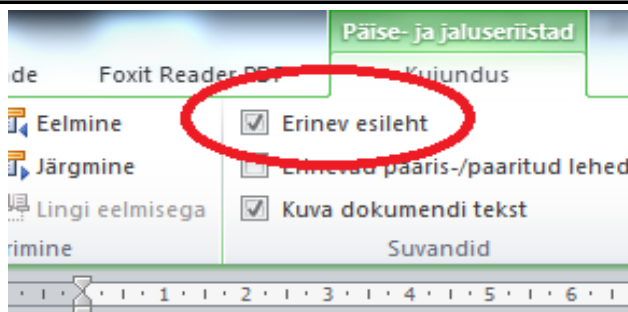 Päise- ja jaluseriistad
de Foxit Reader PDF Kujundus
Eelmine Erinev esileht
Järgmine Erinevad paaris-/paaritud lehed
Lingi eelmisega Kuva dokumendi tekst
rimine Suvandid
1 2 3 4 5 6